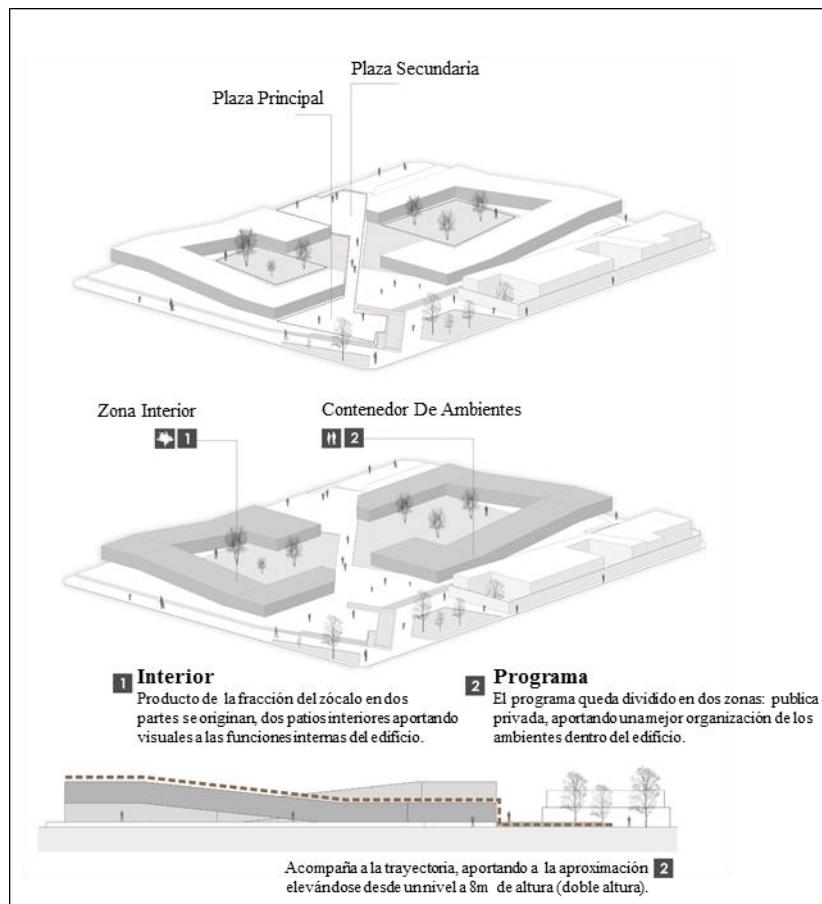 Plaza Secundaria
Plaza Principal
Zona Interior
1
Contenedor De Ambientes
2
1 Interior
Producto de la fracción del zócalo en dos
partes se originan, dos patios interiores aportando
visuales a las funciones internas del edificio.
2 Programa
El programa queda dividido en dos zonas: publica
privada, aportando una mejor organización de los
ambientes dentro del edificio.
Acompaña a la trayectoria, aportando a la aproximación 2
elevándose desde un nivel a 8m de altura (doble altura).